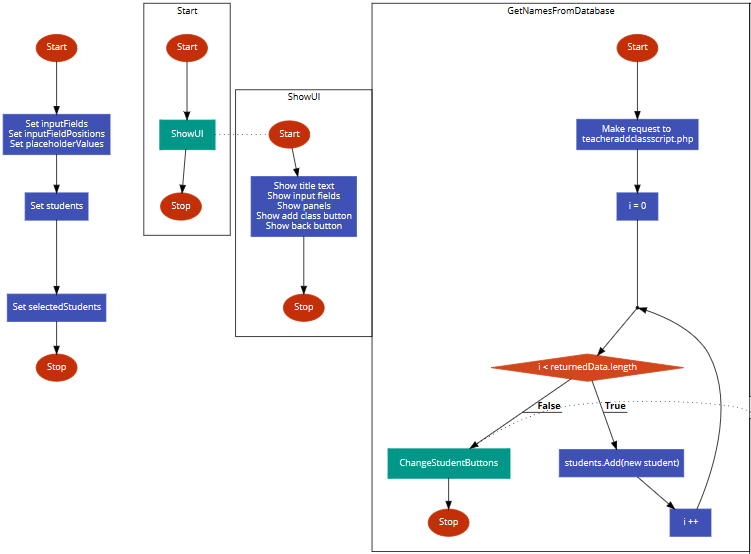 Start
Set inputFields
Set inputFieldPositions
Set placeholderValues
Set students
Set selectedStudents
Stop
Start
Start
ShowUI
Stop
ShowUI
Start
Show title text
Show input fields
Show panels
Show add class button
Show back button
Stop
GetNamesFromDatabase
Start
Make request to
teacheraddclassscript.php
i = 0
i < returnedData.length
False
True
ChangeStudentButtons
students.Add(new student)
Stop
i ++